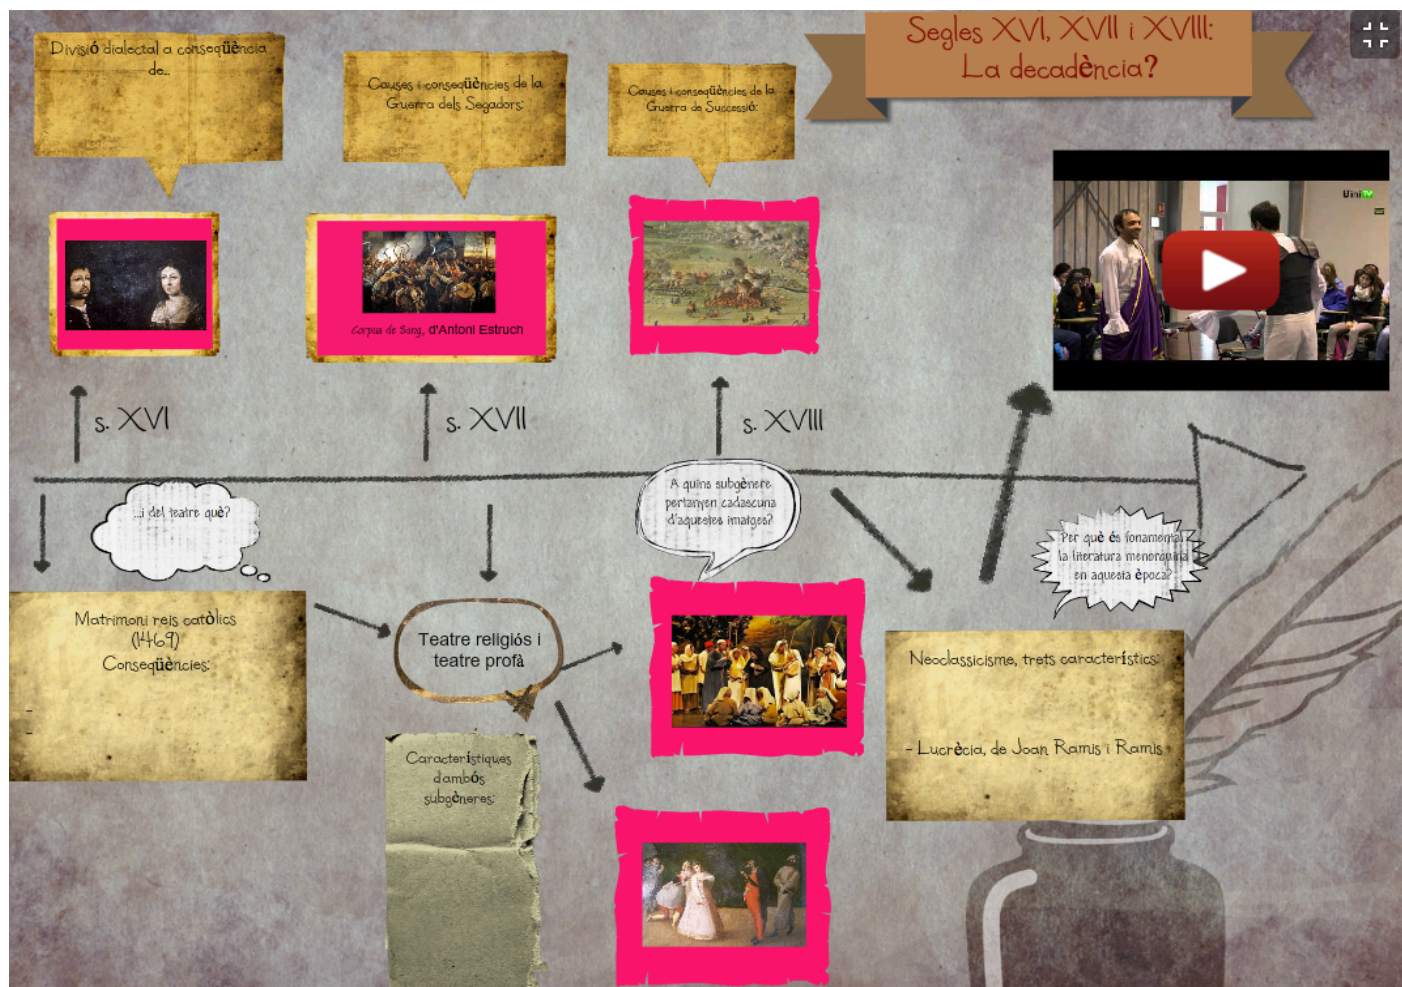 Segles XVI, XVII i XVIII:
La decadència?
Divisió dialectal a conseqüència
de...
Causes i conseqüències de la
Guerra dels Segadors:
Causes i conseqüències de la
Guerra de Successió:
UiniTV
Corpus de Sang, d'Antoni Estruch
s. XVI
s. XVII
s. XVIII
...i del teatre què?
A quins subgènere
pertanyen cadascuna
d'aquestes imatges?
Per què és fonamental
la literatura menorquina
en aquesta època?
Matrimoni reis catòlics
(1469)
Conseqüències:
-
-
Teatre religiós i
teatre profà
Característiques
d'ambós
subgèneres:
Neoclassicisme, trets característics:
- Lucrècia, de Joan Ramis i Ramis